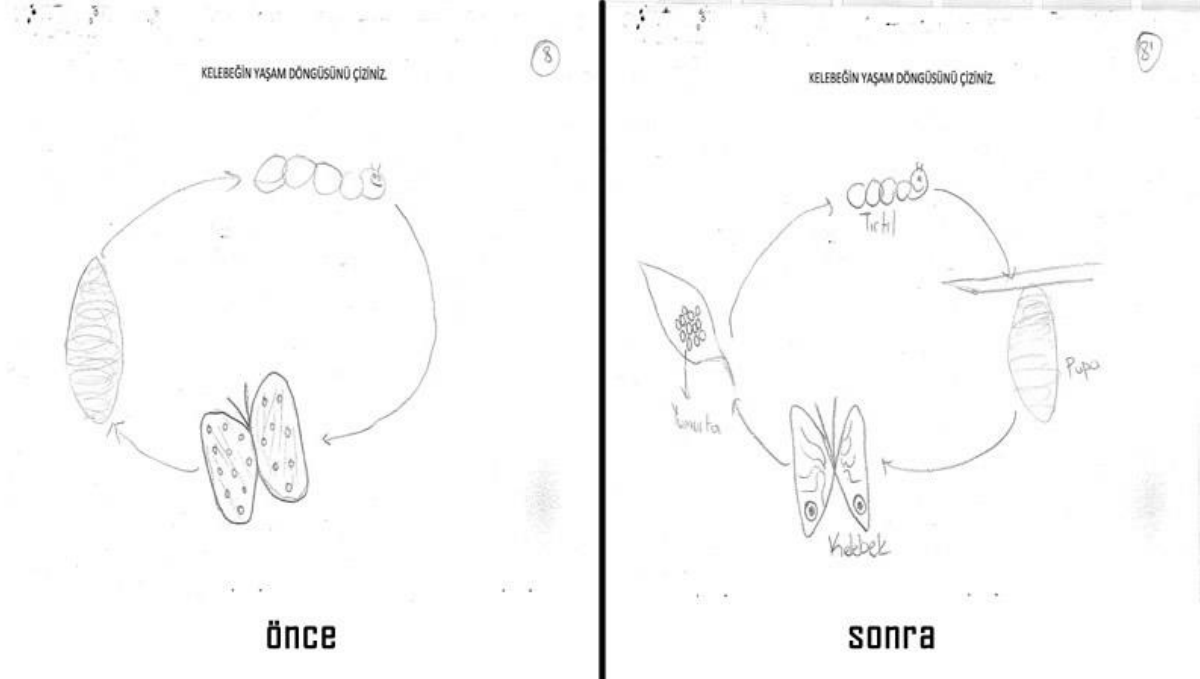 8
KELEBEĞİN YAŞAM DÖNGÜSÜNÜ ÇİZİNİZ.
önce
8'
KELEBEĞİN YAŞAM DÖNGÜSÜNÜ ÇİZİNİZ.
Tırtıl
Pupa
Yumurta
Kelebek
sonra